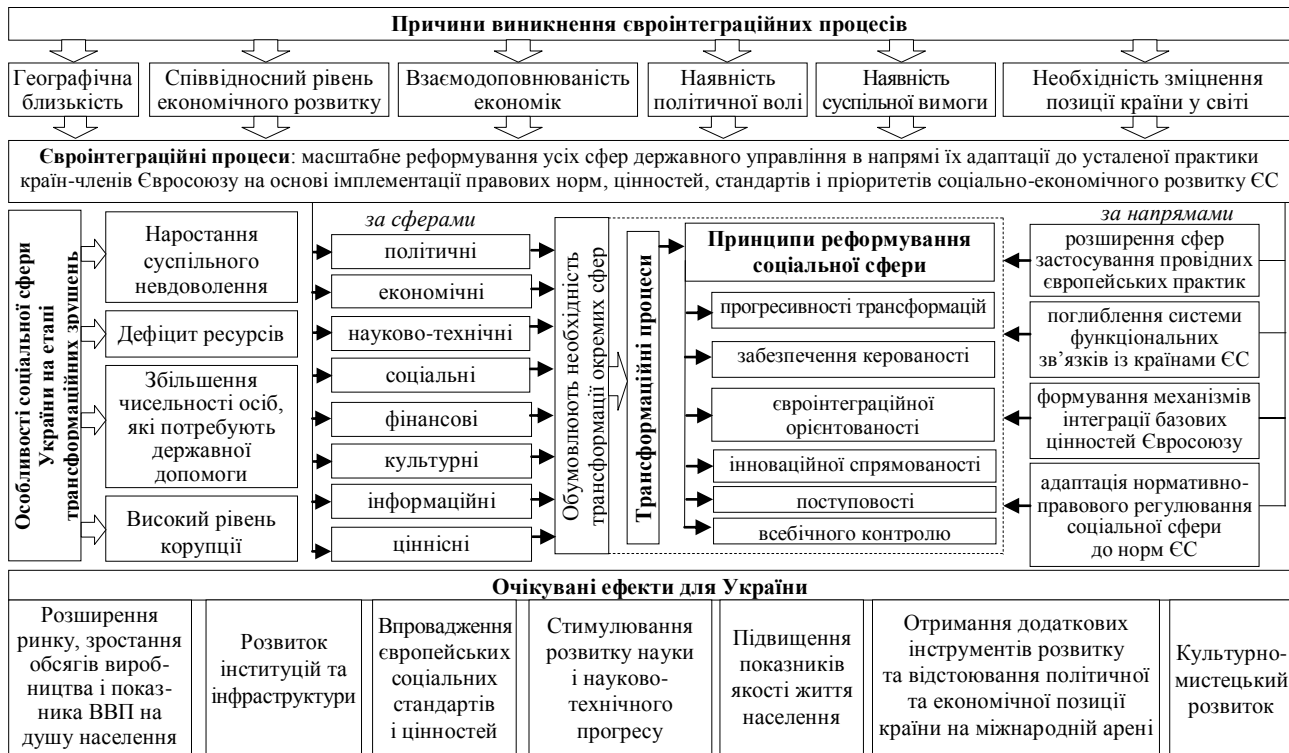 Причини виникнення євроінтеграційних процесів
Географічна
близькість
Співвідносний рівень
економічного розвитку
Взаємодоповнюваність
економік
Наявність
політичної волі
Наявність
суспільної вимоги
Необхідність зміцнення
позиції країни у світі
Євроінтеграційні процеси: масштабне реформування усіх сфер державного управління в напрямі їх адаптації до усталеної практики
країн-членів Євросоюзу на основі імплементації правових норм, цінностей, стандартів і пріоритетів соціально-економічного розвитку ЄС
Особливості соціальної сфери
України на етапі
трансформаційних зрушень
Наростання
суспільного
невдоволення
Дефіцит ресурсів
Збільшення
чисельності осіб,
які потребують
державної
допомоги
Високий рівень
корупції
за сферами
політичні
економічні
науково-технічні
соціальні
фінансові
культурні
інформаційні
ціннісні
Обумовлюють необхідність
трансформації окремих сфер
Трансформаційні процеси
Принципи реформування
соціальної сфери
прогресивності трансформацій
забезпечення керованості
євроінтеграційної
орієнтованості
інноваційної спрямованості
поступовості
всебічного контролю
за напрямами
розширення сфер
застосування провідних
європейських практик
поглиблення системи
функціональних
зв’язків із країнами ЄС
формування механізмів
інтеграції базових
цінностей Євросоюзу
адаптація нормативно-
правового регулювання
соціальної сфери
до норм ЄС
Очікувані ефекти для України
Розширення
ринку, зростання
обсягів вироб-
ництва і показ-
ника ВВП на
душу населення
Розвиток
інституцій та
інфраструктури
Впровадження
європейських
соціальних
стандартів
і цінностей
Стимулювання
розвитку науки
і науково-
технічного
прогресу
Підвищення
показників
якості життя
населення
Отримання додаткових
інструментів розвитку
та відстоювання політичної
та економічної позиції
країни на міжнародній арені
Культурно-
мистецький
розвиток